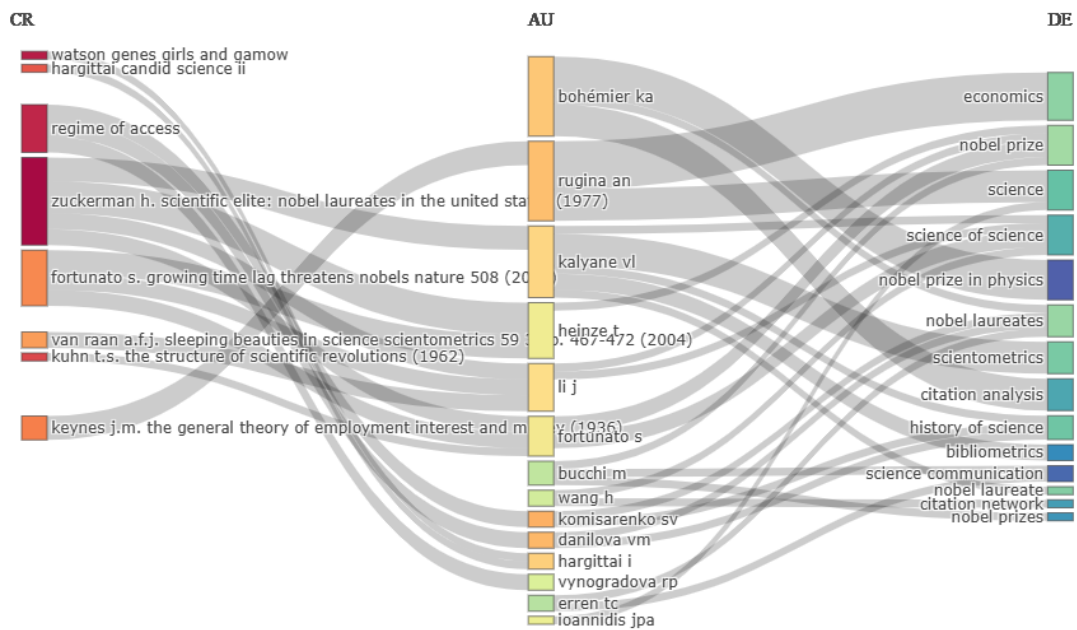 CR
AU
DE
watson genes girls and gamow
hargittai candid science ii
regime of access
zuckerman h. scientific elite: nobel laureates in the united sta (1977)
fortunato s. growing time lag threatens nobels nature 508 (20
van raan a.f.j. sleeping beauties in science scientometrics 59 3 p. 467-472 (2004)
kuhn t.s. the structure of scientific revolutions (1962)
keynes j.m. the general theory of employment interest and m ey (1936)
bohémier ka
rugina an
kalyane vl
heinze t
li j
fortunato s
bucchi m
wang h
komisarenko sv
danilova vm
hargittai i
vynogradova rp
erren tc
ioannidis jpa
economics
nobel prize
science
science of science
nobel prize in physics
nobel laureates
scientometrics
citation analysis
history of science
bibliometrics
science communication
nobel laureate
citation network
nobel prizes